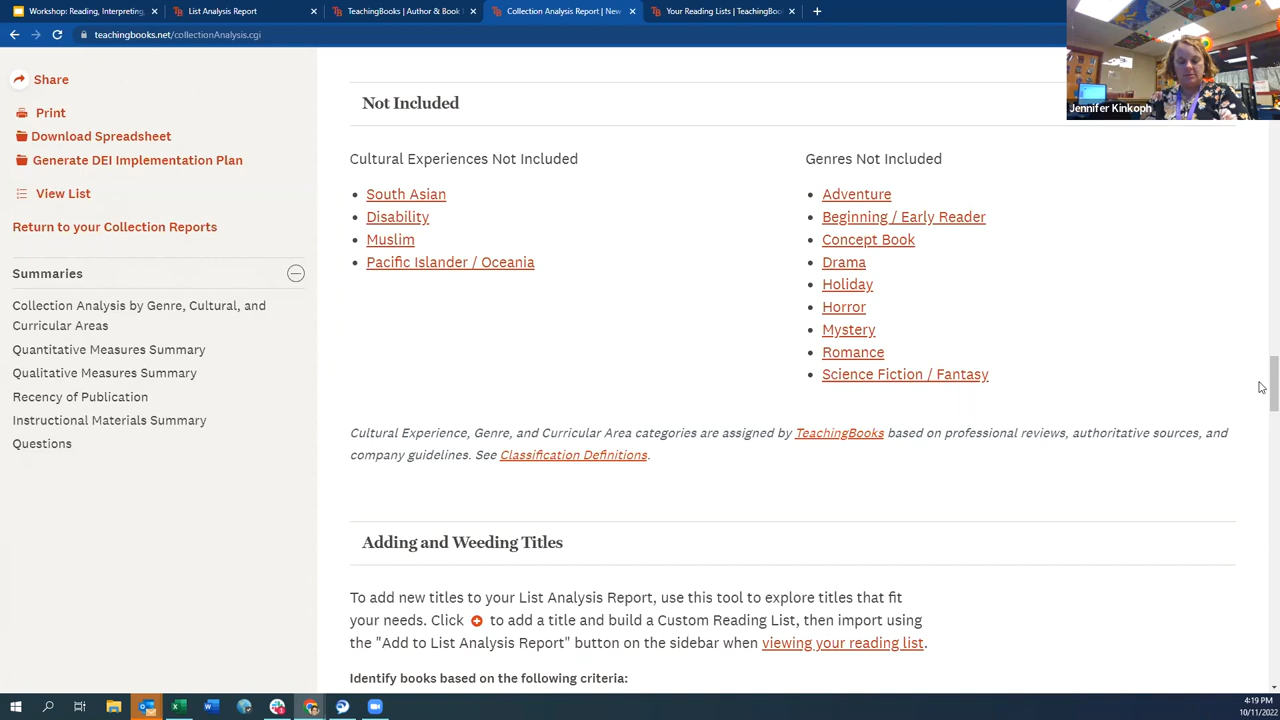 Workshop: Reading, Interpreting,
List Analysis Report
TeachingBooks | Author & Book
Collection Analysis Report | New
Your Reading Lists | TeachingBo
teachingbooks.net/collectionAnalysis.cgi
Jennifer Kinkoph
Share
Print
Download Spreadsheet
Generate DEI Implementation Plan
View List
Return to your Collection Reports
Summaries
Collection Analysis by Genre, Cultural, and
Curricular Areas
Quantitative Measures Summary
Qualitative Measures Summary
Recency of Publication
Instructional Materials Summary
Questions
Not Included
Cultural Experiences Not Included
South Asian
Disability
Muslim
Pacific Islander / Oceania
Genres Not Included
Adventure
Beginning / Early Reader
Concept Book
Drama
Holiday
Horror
Mystery
Romance
Science Fiction / Fantasy
Cultural Experience, Genre, and Curricular Area categories are assigned by TeachingBooks based on professional reviews, authoritative sources, and
company guidelines. See Classification Definitions.
Adding and Weeding Titles
To add new titles to your List Analysis Report, use this tool to explore titles that fit
your needs. Click to add a title and build a Custom Reading List, then import using
the "Add to List Analysis Report" button on the sidebar when viewing your reading list.
Identify books based on the following criteria:
4:19 PM
10/11/2022